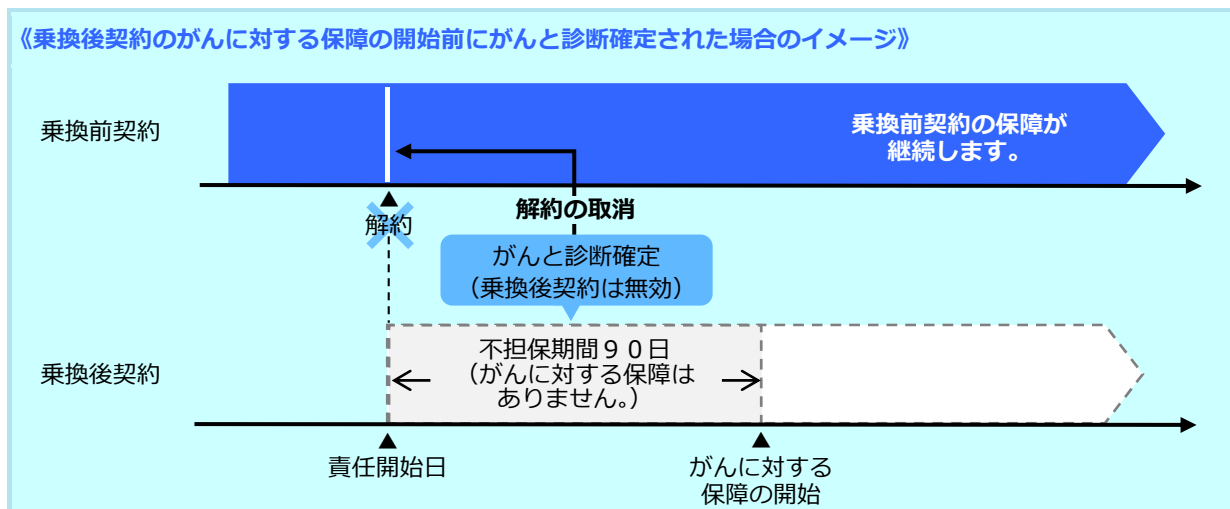 《乗換後契約のがんに対する保障の開始前にがんと診断確定された場合のイメージ》
乗換前契約
乗換前契約の保障が
継続します。
解約
解約の取消
がんと診断確定
（乗換後契約は無効）
乗換後契約
不担保期間９０日
（がんに対する保障は
ありません。）
責任開始日
がんに対する
保障の開始